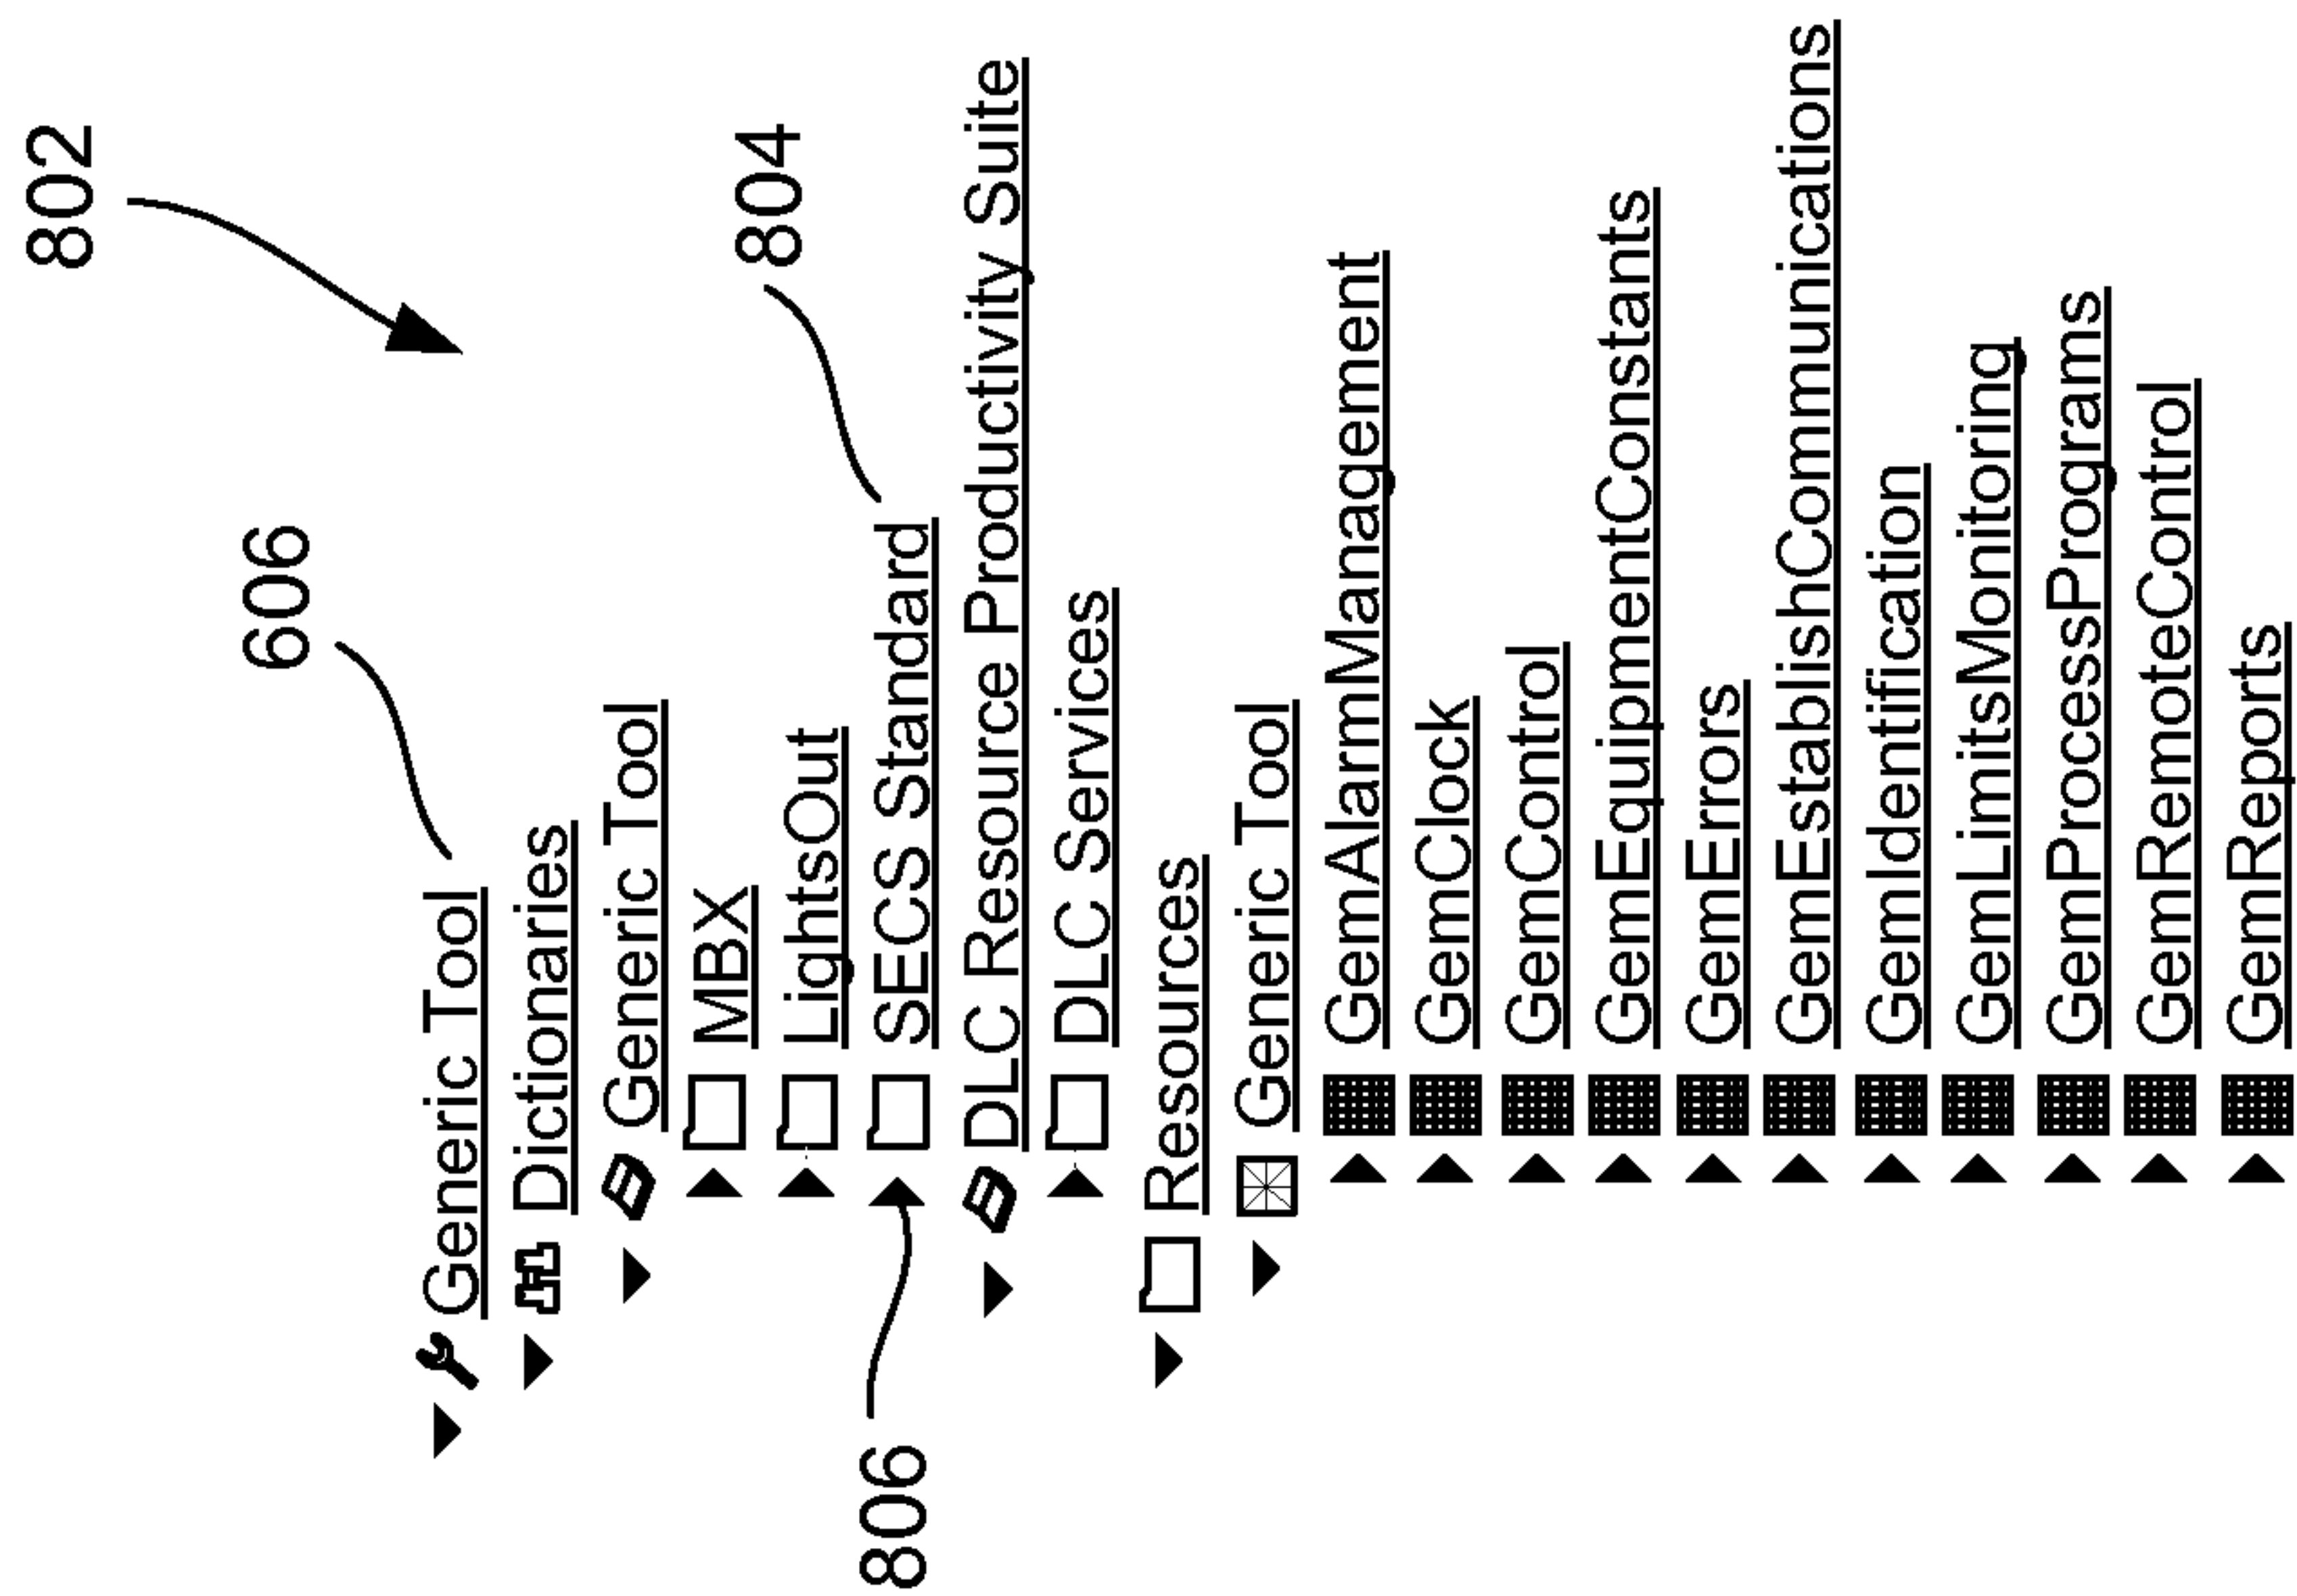 802
606
Generic Tool
Dictionaries
Generic Tool
MBX
LightsOut
804
806
SECS Standard
DLC Resource Productivity Suite
DLC Services
Resources
Generic Tool
GemAlarmManagement
GemClock
GemControl
GemEquipmentConstants
GemErrors
GemEstablishCommunications
GemIdentification
GemLimitsMonitoring
GemProcessPrograms
GemRemoteControl
GemReports